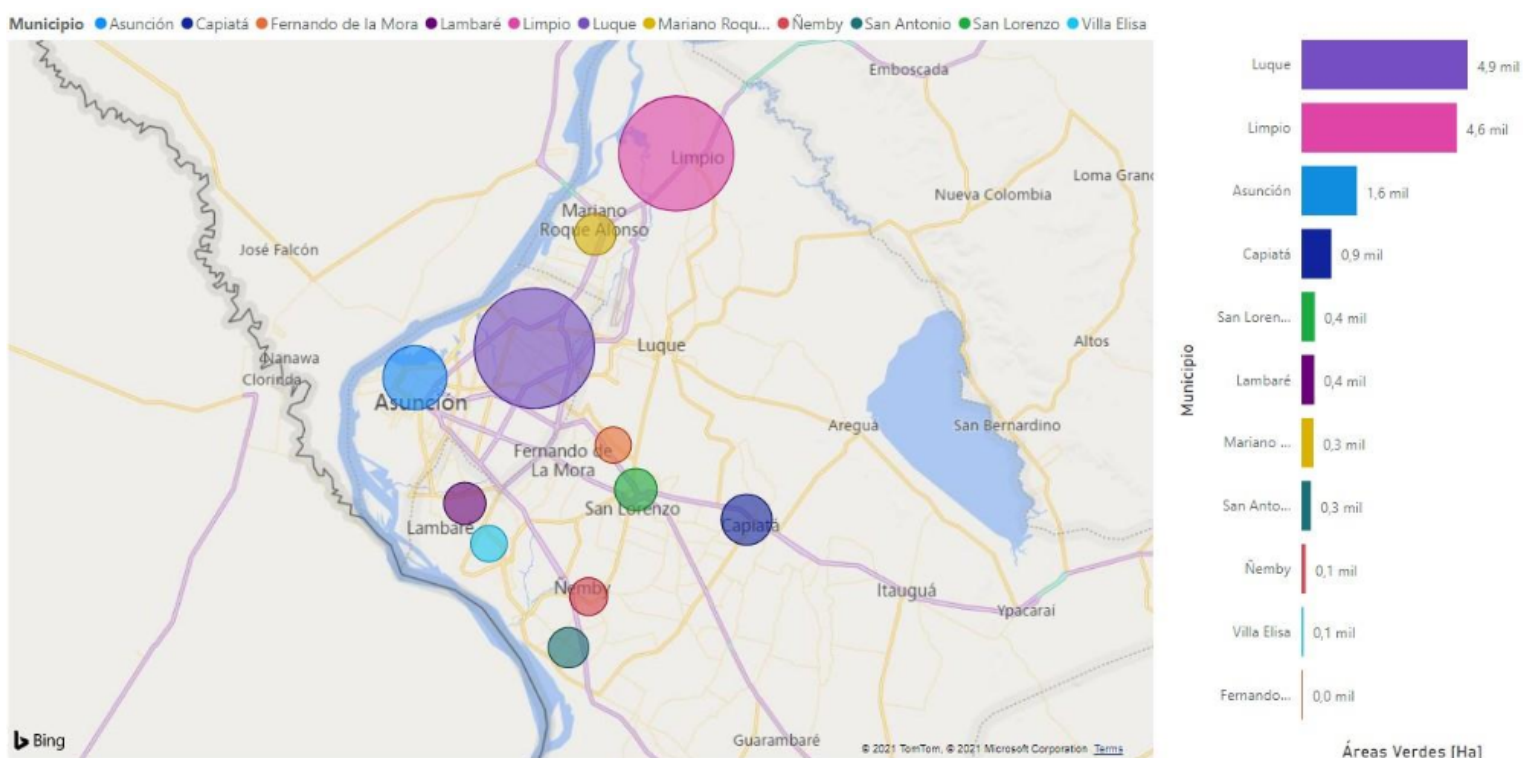 Municipio Asunción Capiatá Fernando de la Mora Lambaré Limpio Luque Mariano Roqu... Ñemby San Antonio San Lorenzo Villa Elisa
Emboscada
Limpio
Loma Grand
Nueva Colombia
Mariano
Roque Alonso
José Falcón
Luque
Altos
Nanawa
Clorinda
Asunción
Aregua
San Bernardino
Fernando de
La Mora
San Lorenzo
Lambaré
Capiatá
Ñemby
Itauguá
Ypacarai
Guarambaré
Bing
© 2021 TomTom, © 2021 Microsoft Corporation Terms
Municipio
Luque 4,9 mil
Limpio 4,6 mil
Asunción 1,6 mil
Capiatá 0,9 mil
San Loren... 0,4 mil
Lambaré 0,4 mil
Mariano ... 0,3 mil
San Anto... 0,3 mil
Ñemby 0,1 mil
Villa Elisa 0,1 mil
Fernando... 0,0 mil
Áreas Verdes [Ha]